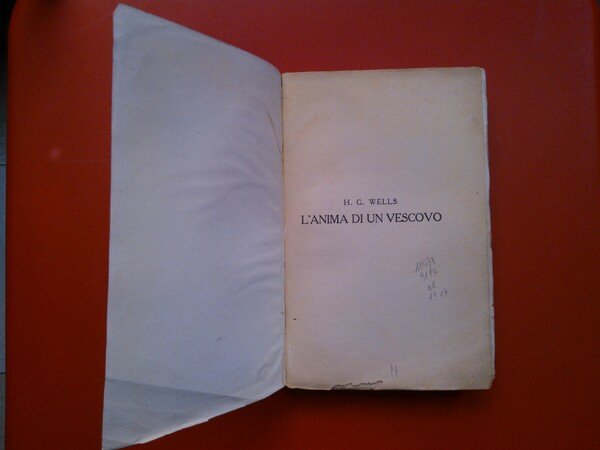 H. G. WELLS
L'ANIMA DI UN VESCOVO